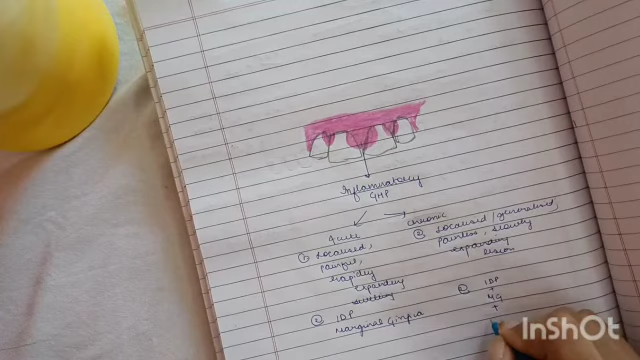 Inflammatory
GHP
Acute
① Localised,
Painful,
rapidly
expanding
swelling
② IDP
Marginal Gingiva
Chronic
② Localised/generalised,
Painless, slowly
expanding
lesion
IDP
+
MG
+
InShOt